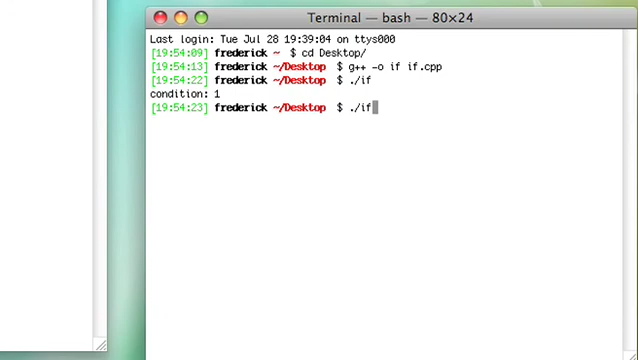 Terminal — bash — 80×24
Last login: Tue Jul 28 19:39:04 on ttys000
[19:54:09] frederick ~ $ cd Desktop/
[19:54:13] frederick ~/Desktop $ g++ -o if if.cpp
[19:54:22] frederick ~/Desktop $ ./if
condition: 1
[19:54:23] frederick ~/Desktop $ ./if